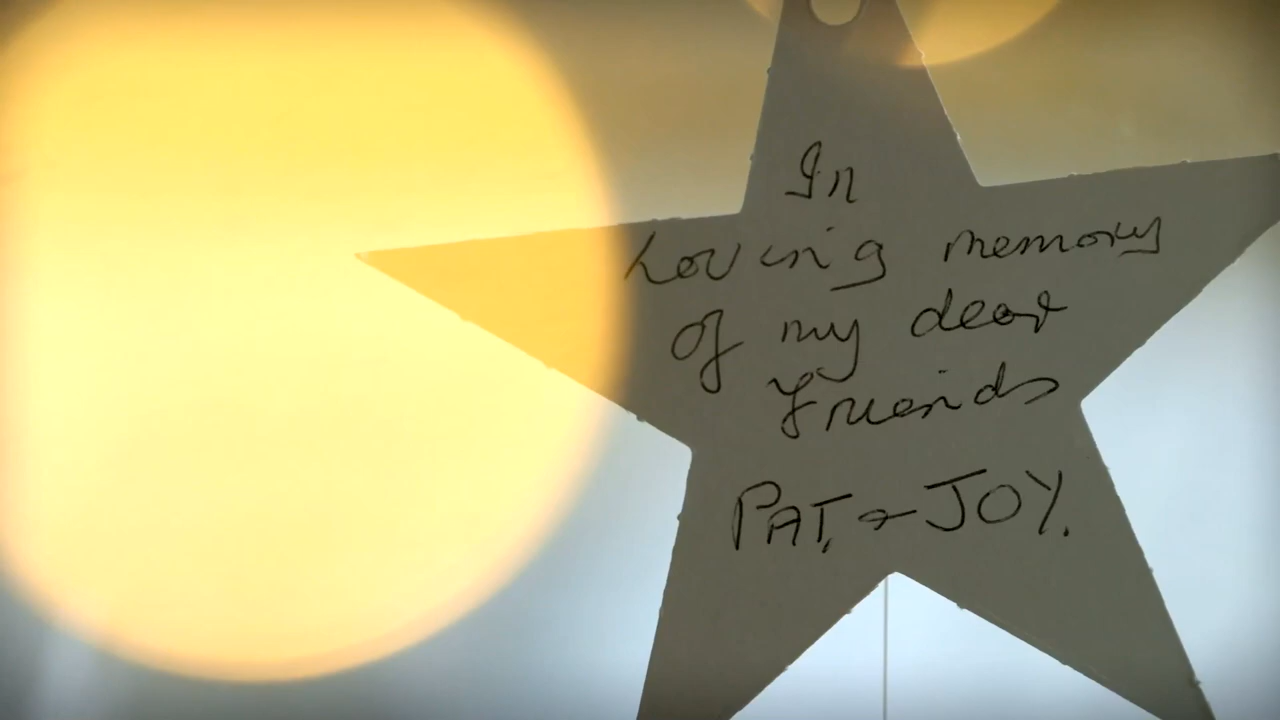 In
Loving memory
of my dear
friends
PAT, & JOY.